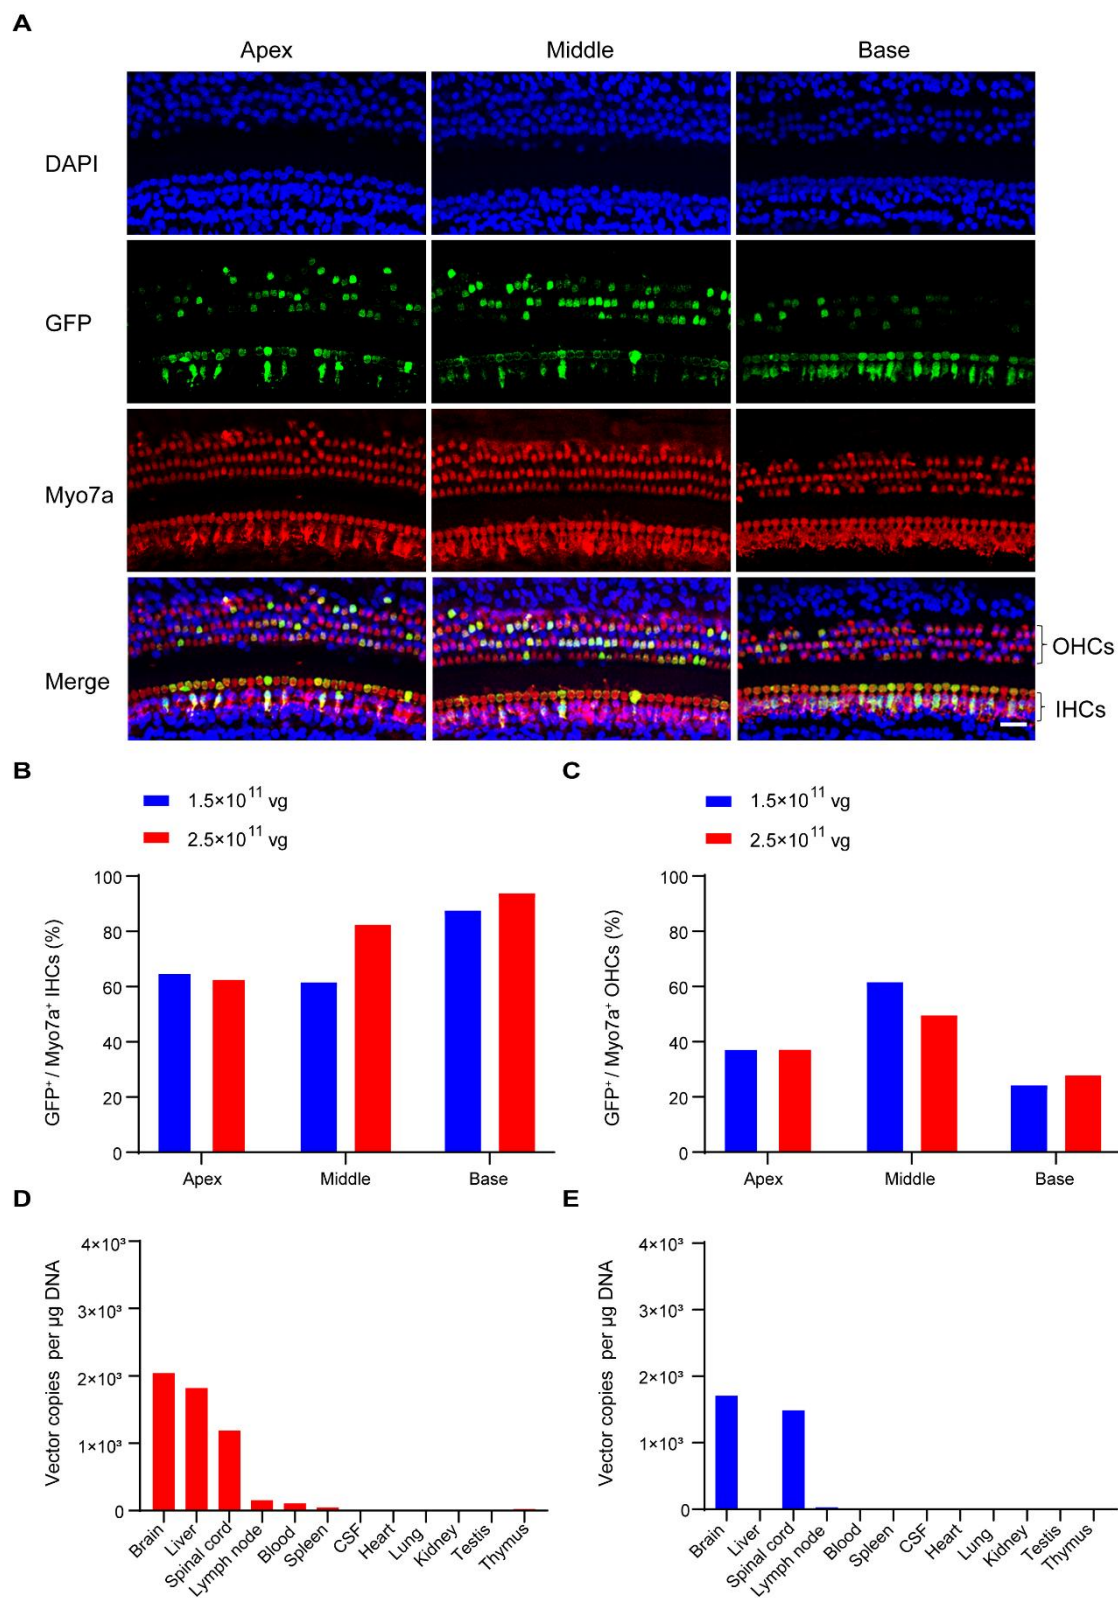 A
Apex Middle Base
DAPI
GFP
Myo7a
Merge
OHCs
IHCs
B
1.5×10¹¹ vg
2.5×10¹¹ vg
GFP⁺ / Myo7a⁺ IHCs (%)
100
80
60
40
20
0
Apex Middle Base
C
1.5×10¹¹ vg
2.5×10¹¹ vg
GFP⁺ / Myo7a⁺ OHCs (%)
100
80
60
40
20
0
Apex Middle Base
D
Vector copies per µg DNA
4×10³
3×10³
2×10³
1×10³
0
Brain
Liver
Spinal cord
Lymph node
Blood
Spleen
CSF
Heart
Lung
Kidney
Testis
Thymus
E
Vector copies per µg DNA
4×10³
3×10³
2×10³
1×10³
0
Brain
Liver
Spinal cord
Lymph node
Blood
Spleen
CSF
Heart
Lung
Kidney
Testis
Thymus